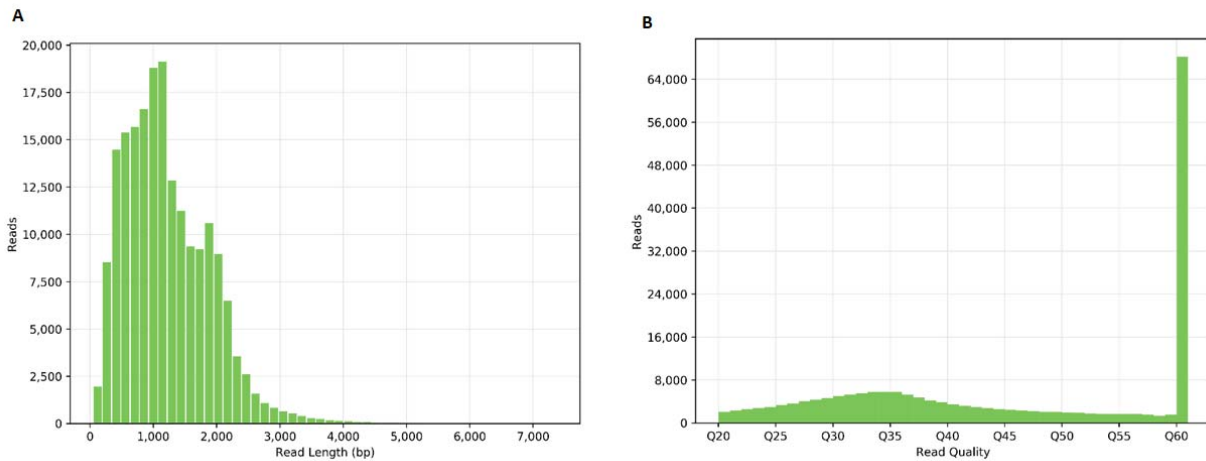 A
20,000
17,500
15,000
12,500
10,000
7,500
5,000
2,500
0
Reads
0 1,000 2,000 3,000 4,000 5,000 6,000 7,000
Read Length (bp)
B
64,000
56,000
48,000
40,000
32,000
24,000
16,000
8,000
0
Reads
Q20 Q25 Q30 Q35 Q40 Q45 Q50 Q55 Q60
Read Quality